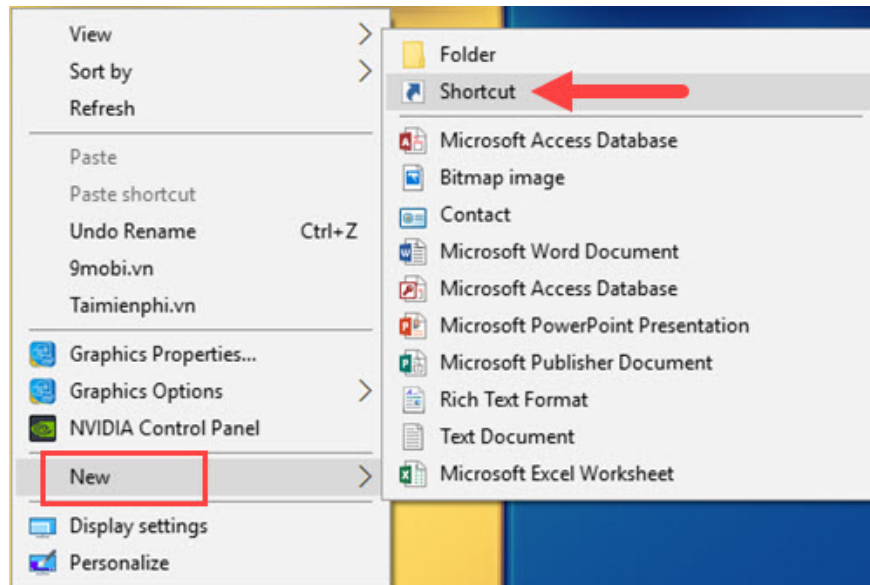 View
Sort by
Refresh
Paste
Paste shortcut
Undo Rename Ctrl+Z
9mobi.vn
Taimienphi.vn
Graphics Properties...
Graphics Options
NVIDIA Control Panel
New
Display settings
Personalize
Folder
Shortcut
Microsoft Access Database
Bitmap image
Contact
Microsoft Word Document
Microsoft Access Database
Microsoft PowerPoint Presentation
Microsoft Publisher Document
Rich Text Format
Text Document
Microsoft Excel Worksheet